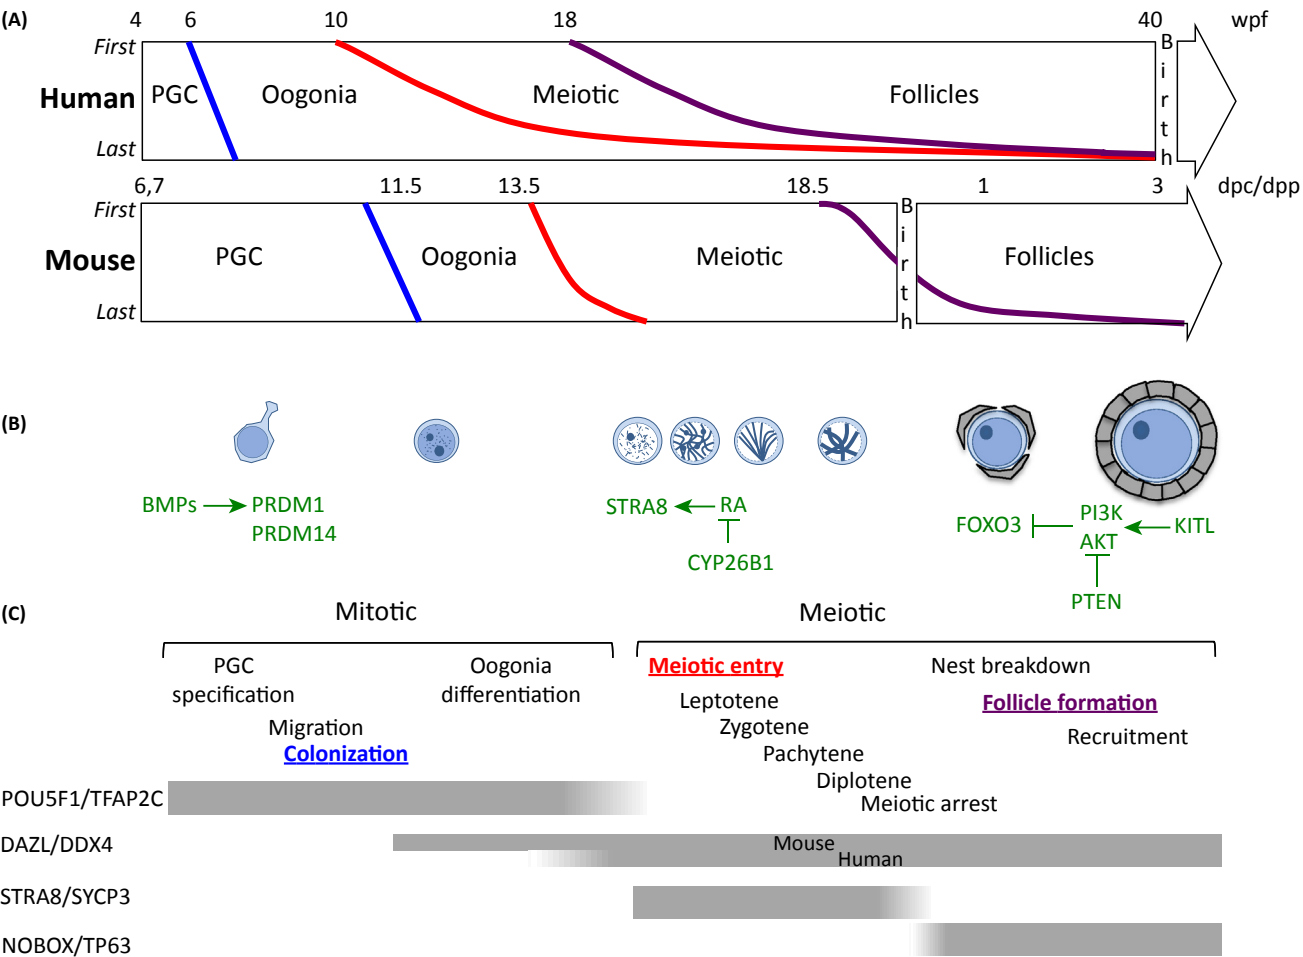 (A)
4 6 10 18 40 wpf
First
Human
Last
PGC Oogonia Meiotic Follicles
Birth
6,7 11.5 13.5 18.5 1 3 dpc/dpp
First
Mouse
Last
PGC Oogonia Meiotic Follicles
Birth
(B)
BMPs PRDM1
PRDM14
STRA8 RA
CYP26B1
FOXO3 PI3K KITL
AKT
PTEN
(C)
Mitotic Meiotic
PGC
specification
Oogonia
differentiation
Migration
Colonization
Meiotic entry
Leptotene
Zygotene
Pachytene
Diplotene
Meiotic arrest
Nest breakdown
Follicle formation
Recruitment
POU5F1/TFAP2C
DAZL/DDX4
Mouse
Human
STRA8/SYCP3
NOBOX/TP63